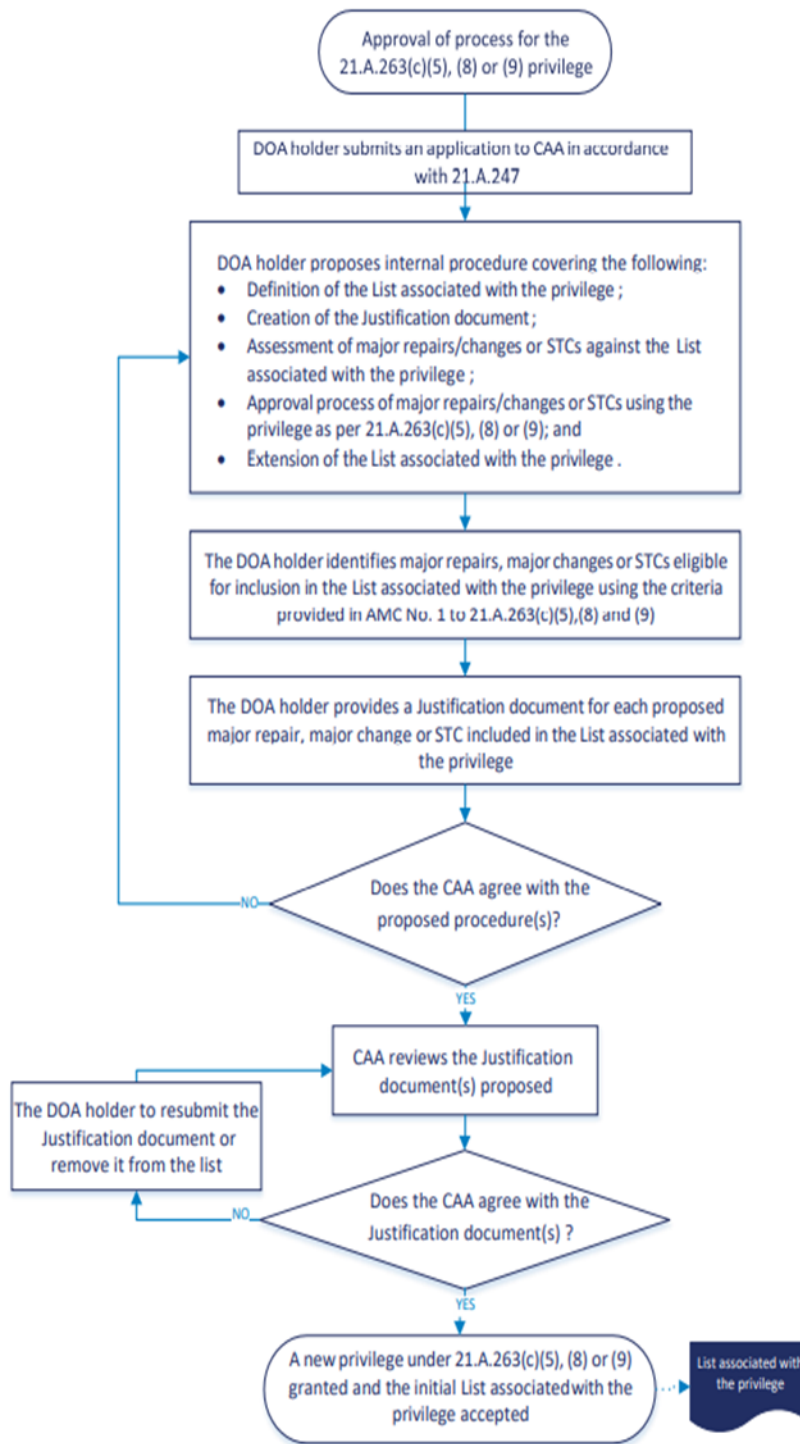 Approval of process for the
21.A.263(c)(5), (8) or (9) privilege
DOA holder submits an application to CAA in accordance
with 21.A.247
DOA holder proposes internal procedure covering the following:
• Definition of the List associated with the privilege ;
• Creation of the Justification document ;
• Assessment of major repairs/changes or STCs against the List
associated with the privilege ;
• Approval process of major repairs/changes or STCs using the
privilege as per 21.A.263(c)(5), (8) or (9); and
• Extension of the List associated with the privilege .
The DOA holder identifies major repairs, major changes or STCs eligible
for inclusion in the List associated with the privilege using the criteria
provided in AMC No. 1 to 21.A.263(c)(5),(8) and (9)
The DOA holder provides a Justification document for each proposed
major repair, major change or STC included in the List associated with
the privilege
Does the CAA agree with the
proposed procedure(s)?
NO
YES
CAA reviews the Justification
document(s) proposed
The DOA holder to resubmit the
Justification document or
remove it from the list
Does the CAA agree with the
Justification document(s) ?
NO
YES
A new privilege under 21.A.263(c)(5), (8) or (9)
granted and the initial List associated with the
privilege accepted
List associated with
the privilege